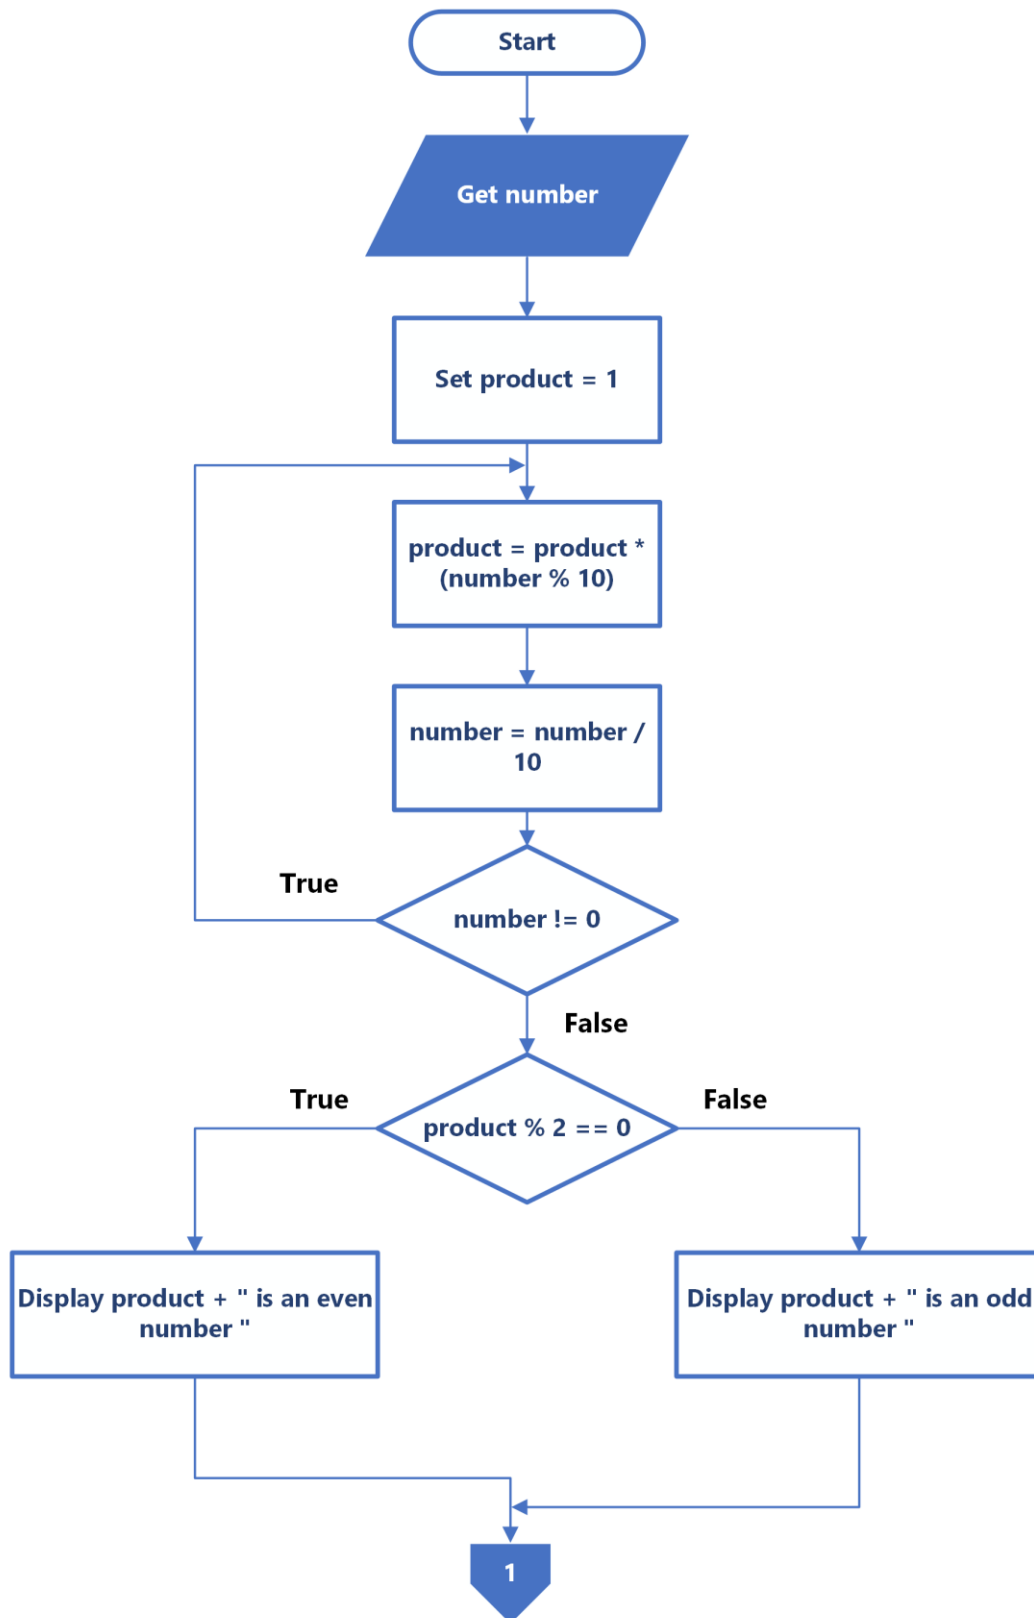 Start
Get number
Set product = 1
product = product *
(number % 10)
number = number /
10
True
number != 0
False
True
False
product % 2 == 0
Display product + " is an even
number "
Display product + " is an odd
number "
1